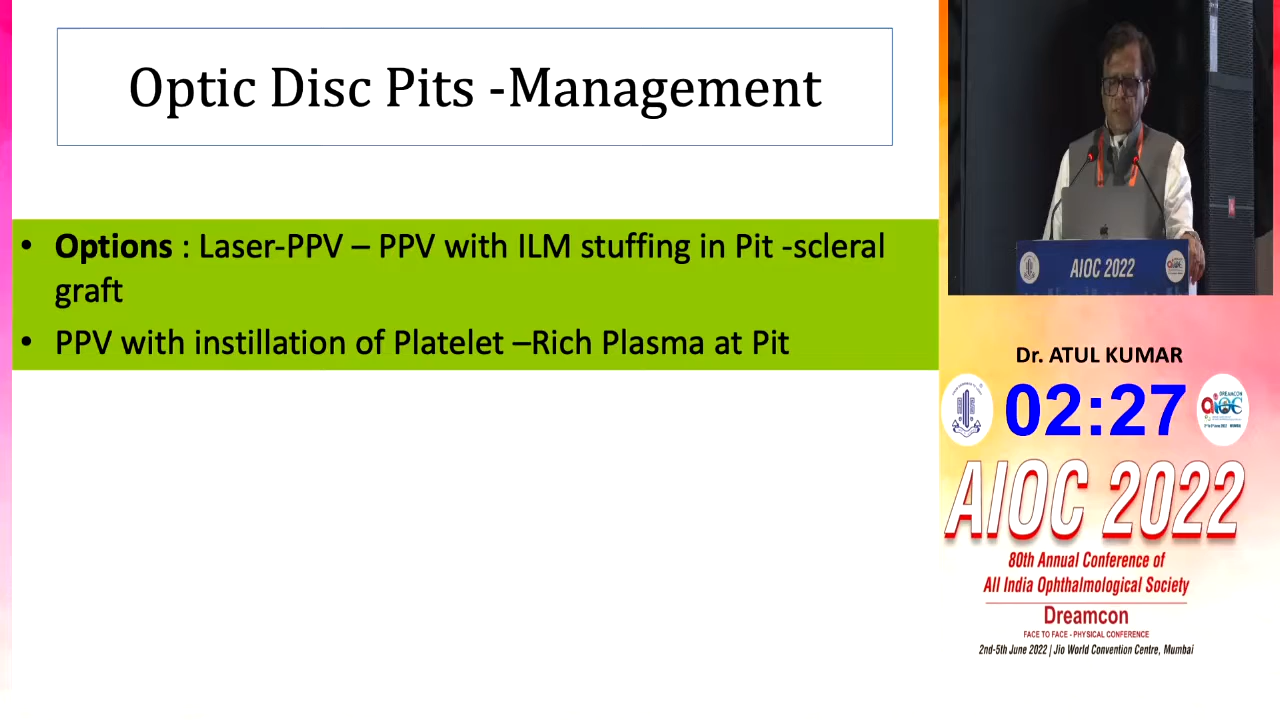 Optic Disc Pits -Management
• Options : Laser-PPV – PPV with ILM stuffing in Pit -scleral
graft
• PPV with instillation of Platelet –Rich Plasma at Pit
AIOC 2022
Dr. ATUL KUMAR
02:27
DREAMCON
aioc
AIOC 2022
80th Annual Conference of
All India Ophthalmological Society
Dreamcon
FACE TO FACE - PHYSICAL CONFERENCE
2nd-5th June 2022 | Jio World Convention Centre, Mumbai